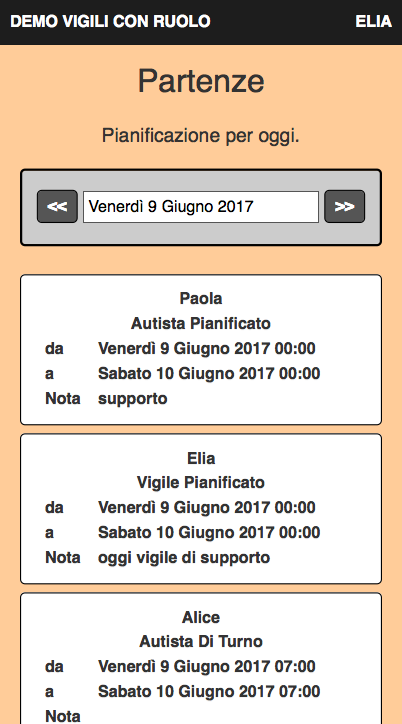 DEMO VIGILI CON RUOLO ELIA
Partenze
Pianificazione per oggi.
<< Venerdì 9 Giugno 2017 >>
Paola
Autista Pianificato
da Venerdì 9 Giugno 2017 00:00
a Sabato 10 Giugno 2017 00:00
Nota supporto
Elia
Vigile Pianificato
da Venerdì 9 Giugno 2017 00:00
a Sabato 10 Giugno 2017 00:00
Nota oggi vigile di supporto
Alice
Autista Di Turno
da Venerdì 9 Giugno 2017 07:00
a Sabato 10 Giugno 2017 07:00
Nota